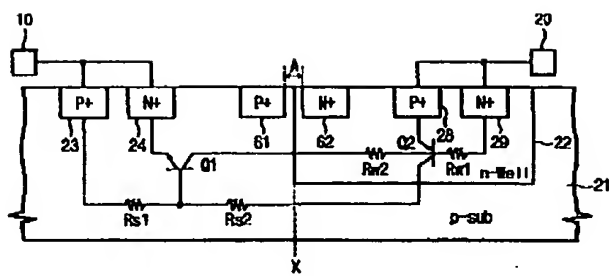 10
20
A
P+
N+
P+
N+
P+
N+
23
24
61
62
28
29
22
Q1
Q2
Rw2
Rw1
n-Well
21
Rs1
Rs2
p-sub
X